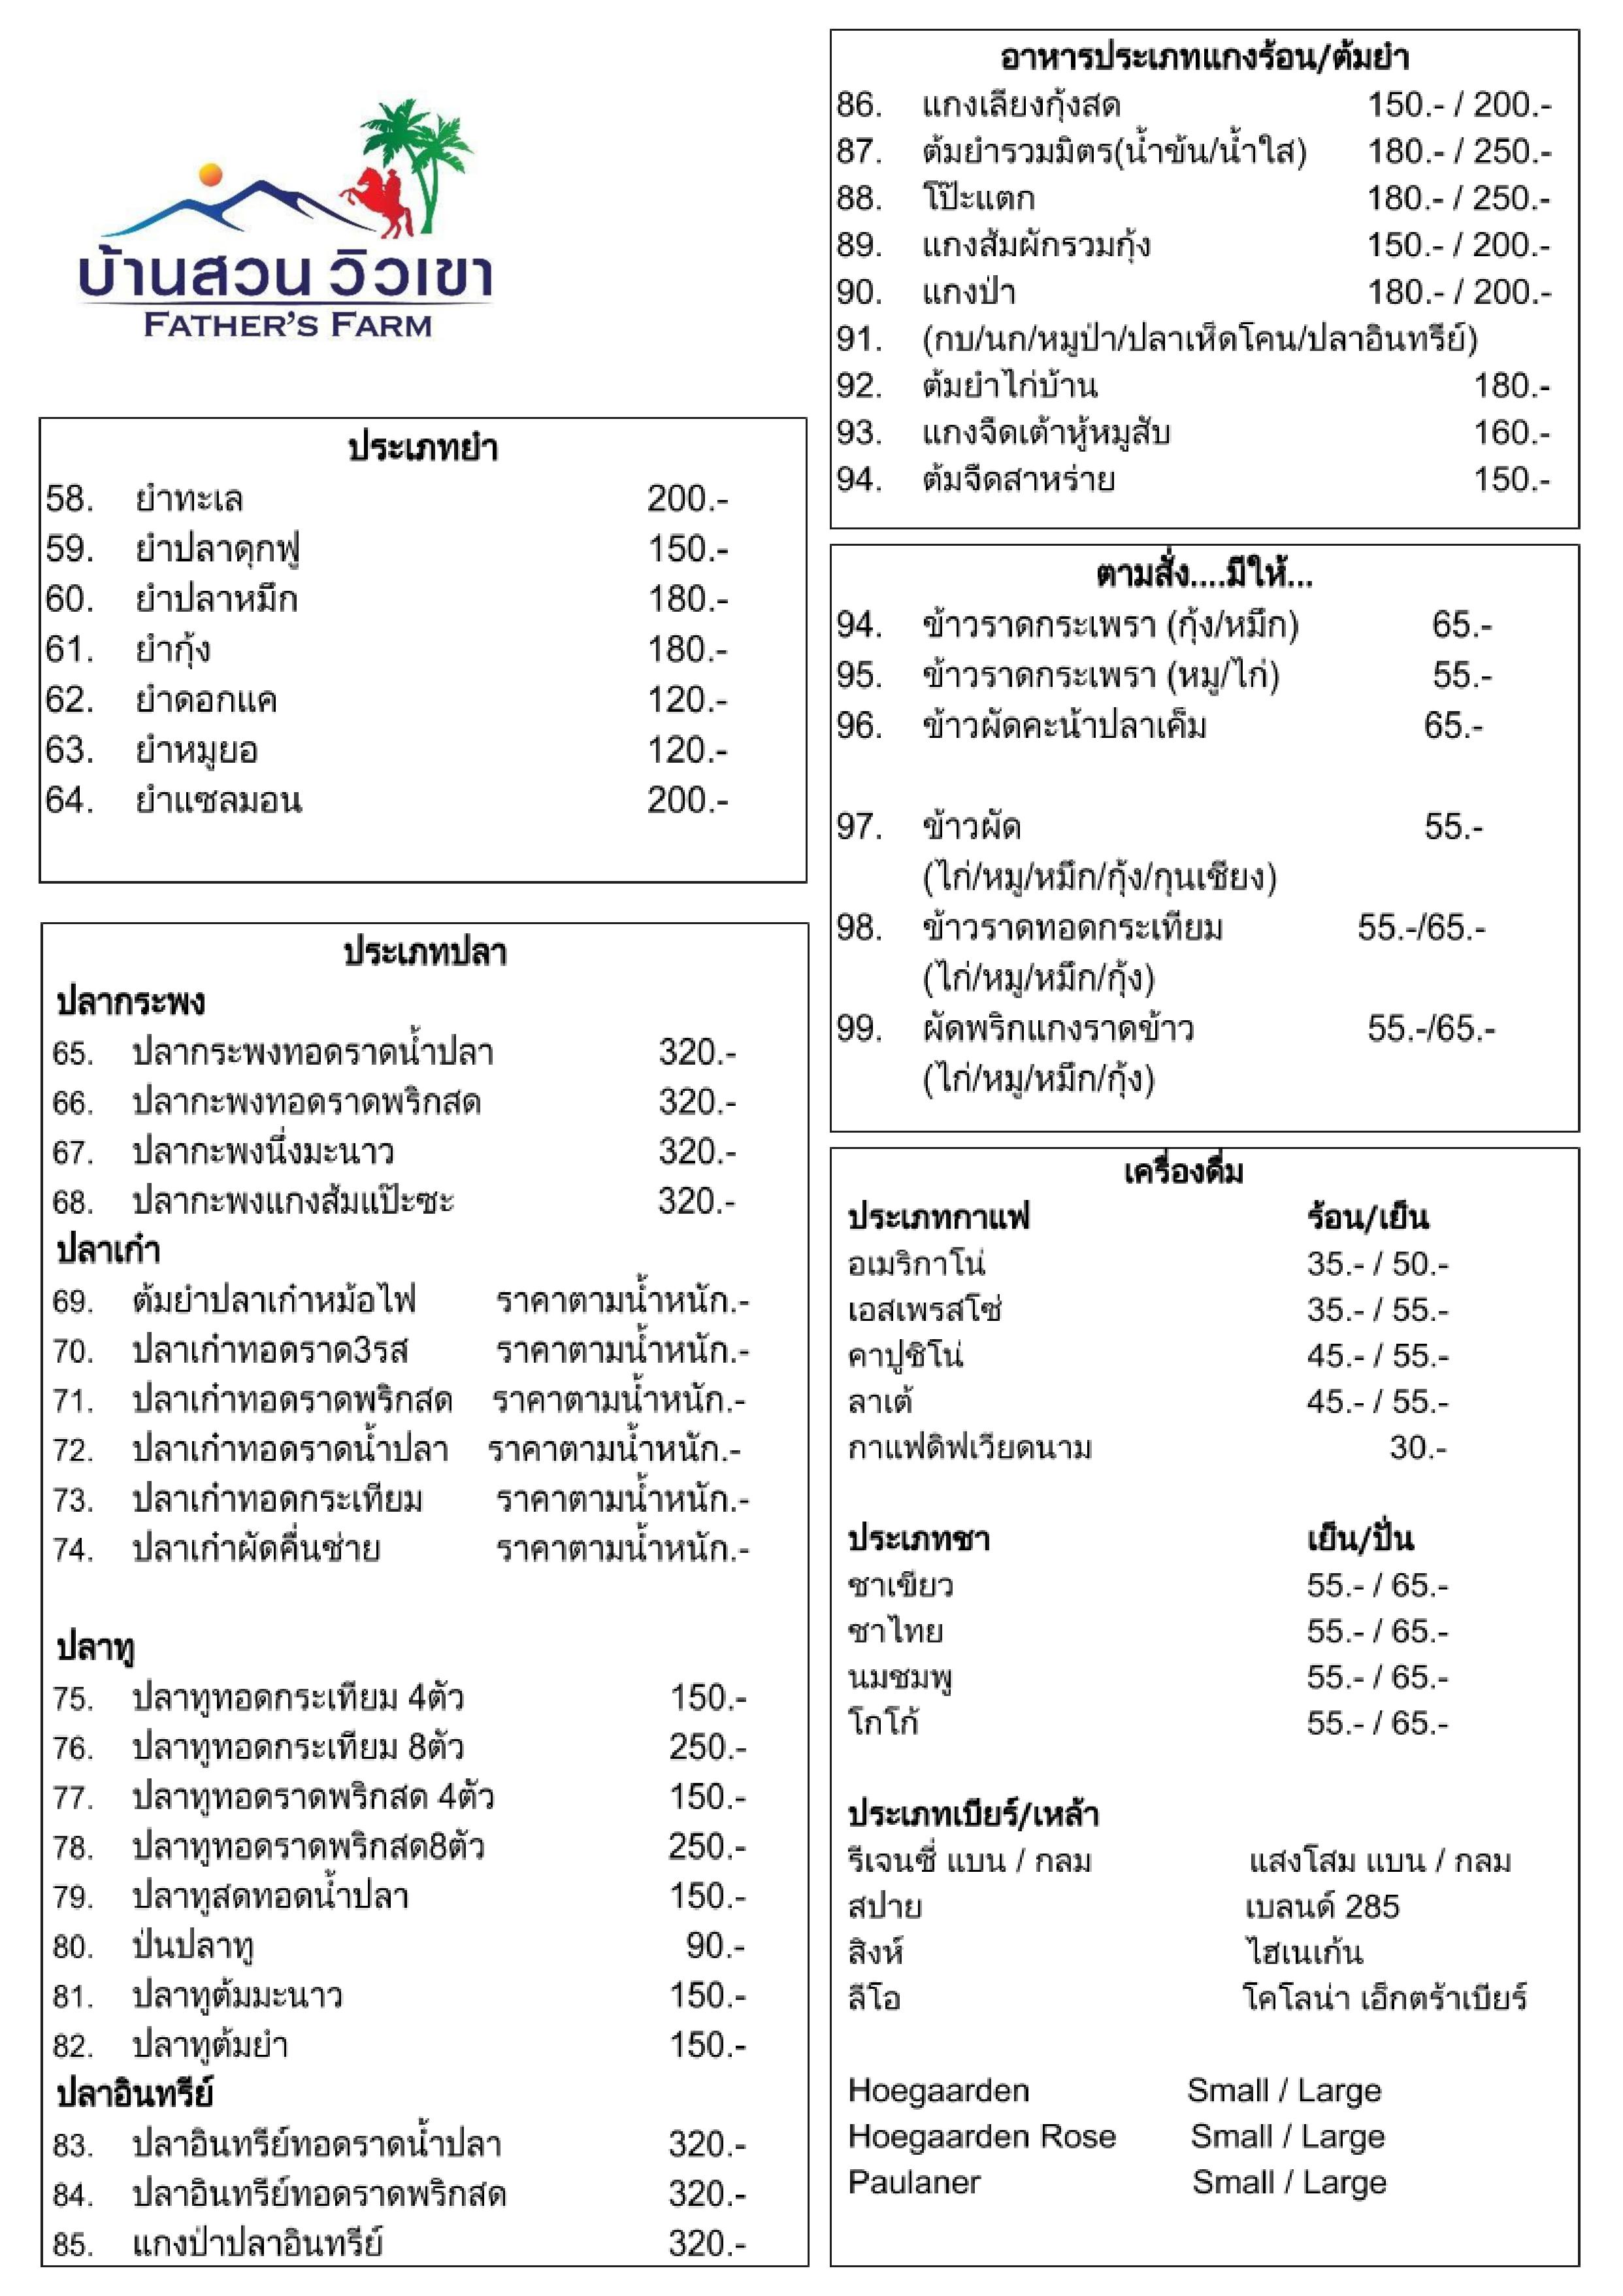 บ้านสวน วิวเขา
FATHER'S FARM
ประเภทยำ
58. ยำทะเล 200.-
59. ยำปลาดุกฟู 150.-
60. ยำปลาหมึก 180.-
61. ยำกุ้ง 180.-
62. ยำดอกแค 120.-
63. ยำหมูยอ 120.-
64. ยำแซลมอน 200.-
ประเภทปลา
ปลากระพง
65. ปลากระพงทอดราดน้ำปลา 320.-
66. ปลากะพงทอดราดพริกสด 320.-
67. ปลากะพงนึ่งมะนาว 320.-
68. ปลากะพงแกงส้มแป๊ะซะ 320.-
ปลาเก๋า
69. ต้มยำปลาเก๋าหม้อไฟ ราคาตามน้ำหนัก.-
70. ปลาเก๋าทอดราด3รส ราคาตามน้ำหนัก.-
71. ปลาเก๋าทอดราดพริกสด ราคาตามน้ำหนัก.-
72. ปลาเก๋าทอดราดน้ำปลา ราคาตามน้ำหนัก.-
73. ปลาเก๋าทอดกระเทียม ราคาตามน้ำหนัก.-
74. ปลาเก๋าผัดคื่นช่าย ราคาตามน้ำหนัก.-
ปลาทู
75. ปลาทูทอดกระเทียม 4ตัว 150.-
76. ปลาทูทอดกระเทียม 8ตัว 250.-
77. ปลาทูทอดราดพริกสด 4ตัว 150.-
78. ปลาทูทอดราดพริกสด8ตัว 250.-
79. ปลาทูสดทอดน้ำปลา 150.-
80. ป่นปลาทู 90.-
81. ปลาทูต้มมะนาว 150.-
82. ปลาทูต้มยำ 150.-
ปลาอินทรีย์
83. ปลาอินทรีย์ทอดราดน้ำปลา 320.-
84. ปลาอินทรีย์ทอดราดพริกสด 320.-
85. แกงป่าปลาอินทรีย์ 320.-
อาหารประเภทแกงร้อน/ต้มยำ
86. แกงเลียงกุ้งสด 150.- / 200.-
87. ต้มยำรวมมิตร(น้ำข้น/น้ำใส) 180.- / 250.-
88. โป๊ะแตก 180.- / 250.-
89. แกงส้มผักรวมกุ้ง 150.- / 200.-
90. แกงป่า 180.- / 200.-
91. (กบ/นก/หมูป่า/ปลาเห็ดโคน/ปลาอินทรีย์)
92. ต้มยำไก่บ้าน 180.-
93. แกงจืดเต้าหู้หมูสับ 160.-
94. ต้มจืดสาหร่าย 150.-
ตามสั่ง....มีให้...
94. ข้าวราดกระเพรา (กุ้ง/หมึก) 65.-
95. ข้าวราดกระเพรา (หมู/ไก่) 55.-
96. ข้าวผัดคะน้าปลาเค็ม 65.-
97. ข้าวผัด 55.-
(ไก่/หมู/หมึก/กุ้ง/กุนเชียง)
98. ข้าวราดทอดกระเทียม 55.-/65.-
(ไก่/หมู/หมึก/กุ้ง)
99. ผัดพริกแกงราดข้าว 55.-/65.-
(ไก่/หมู/หมึก/กุ้ง)
เครื่องดื่ม
ประเภทกาแฟ ร้อน/เย็น
อเมริกาโน่ 35.- / 50.-
เอสเพรสโซ่ 35.- / 55.-
คาปูชิโน่ 45.- / 55.-
ลาเต้ 45.- / 55.-
กาแฟดิฟเวียดนาม 30.-
ประเภทชา เย็น/ปั่น
ชาเขียว 55.- / 65.-
ชาไทย 55.- / 65.-
นมชมพู 55.- / 65.-
โกโก้ 55.- / 65.-
ประเภทเบียร์/เหล้า
รีเจนซี่ แบน / กลม แสงโสม แบน / กลม
สปาย เบลนด์ 285
สิงห์ ไฮเนเก้น
ลีโอ โคโลน่า เอ็กตร้าเบียร์
Hoegaarden Small / Large
Hoegaarden Rose Small / Large
Paulaner Small / Large